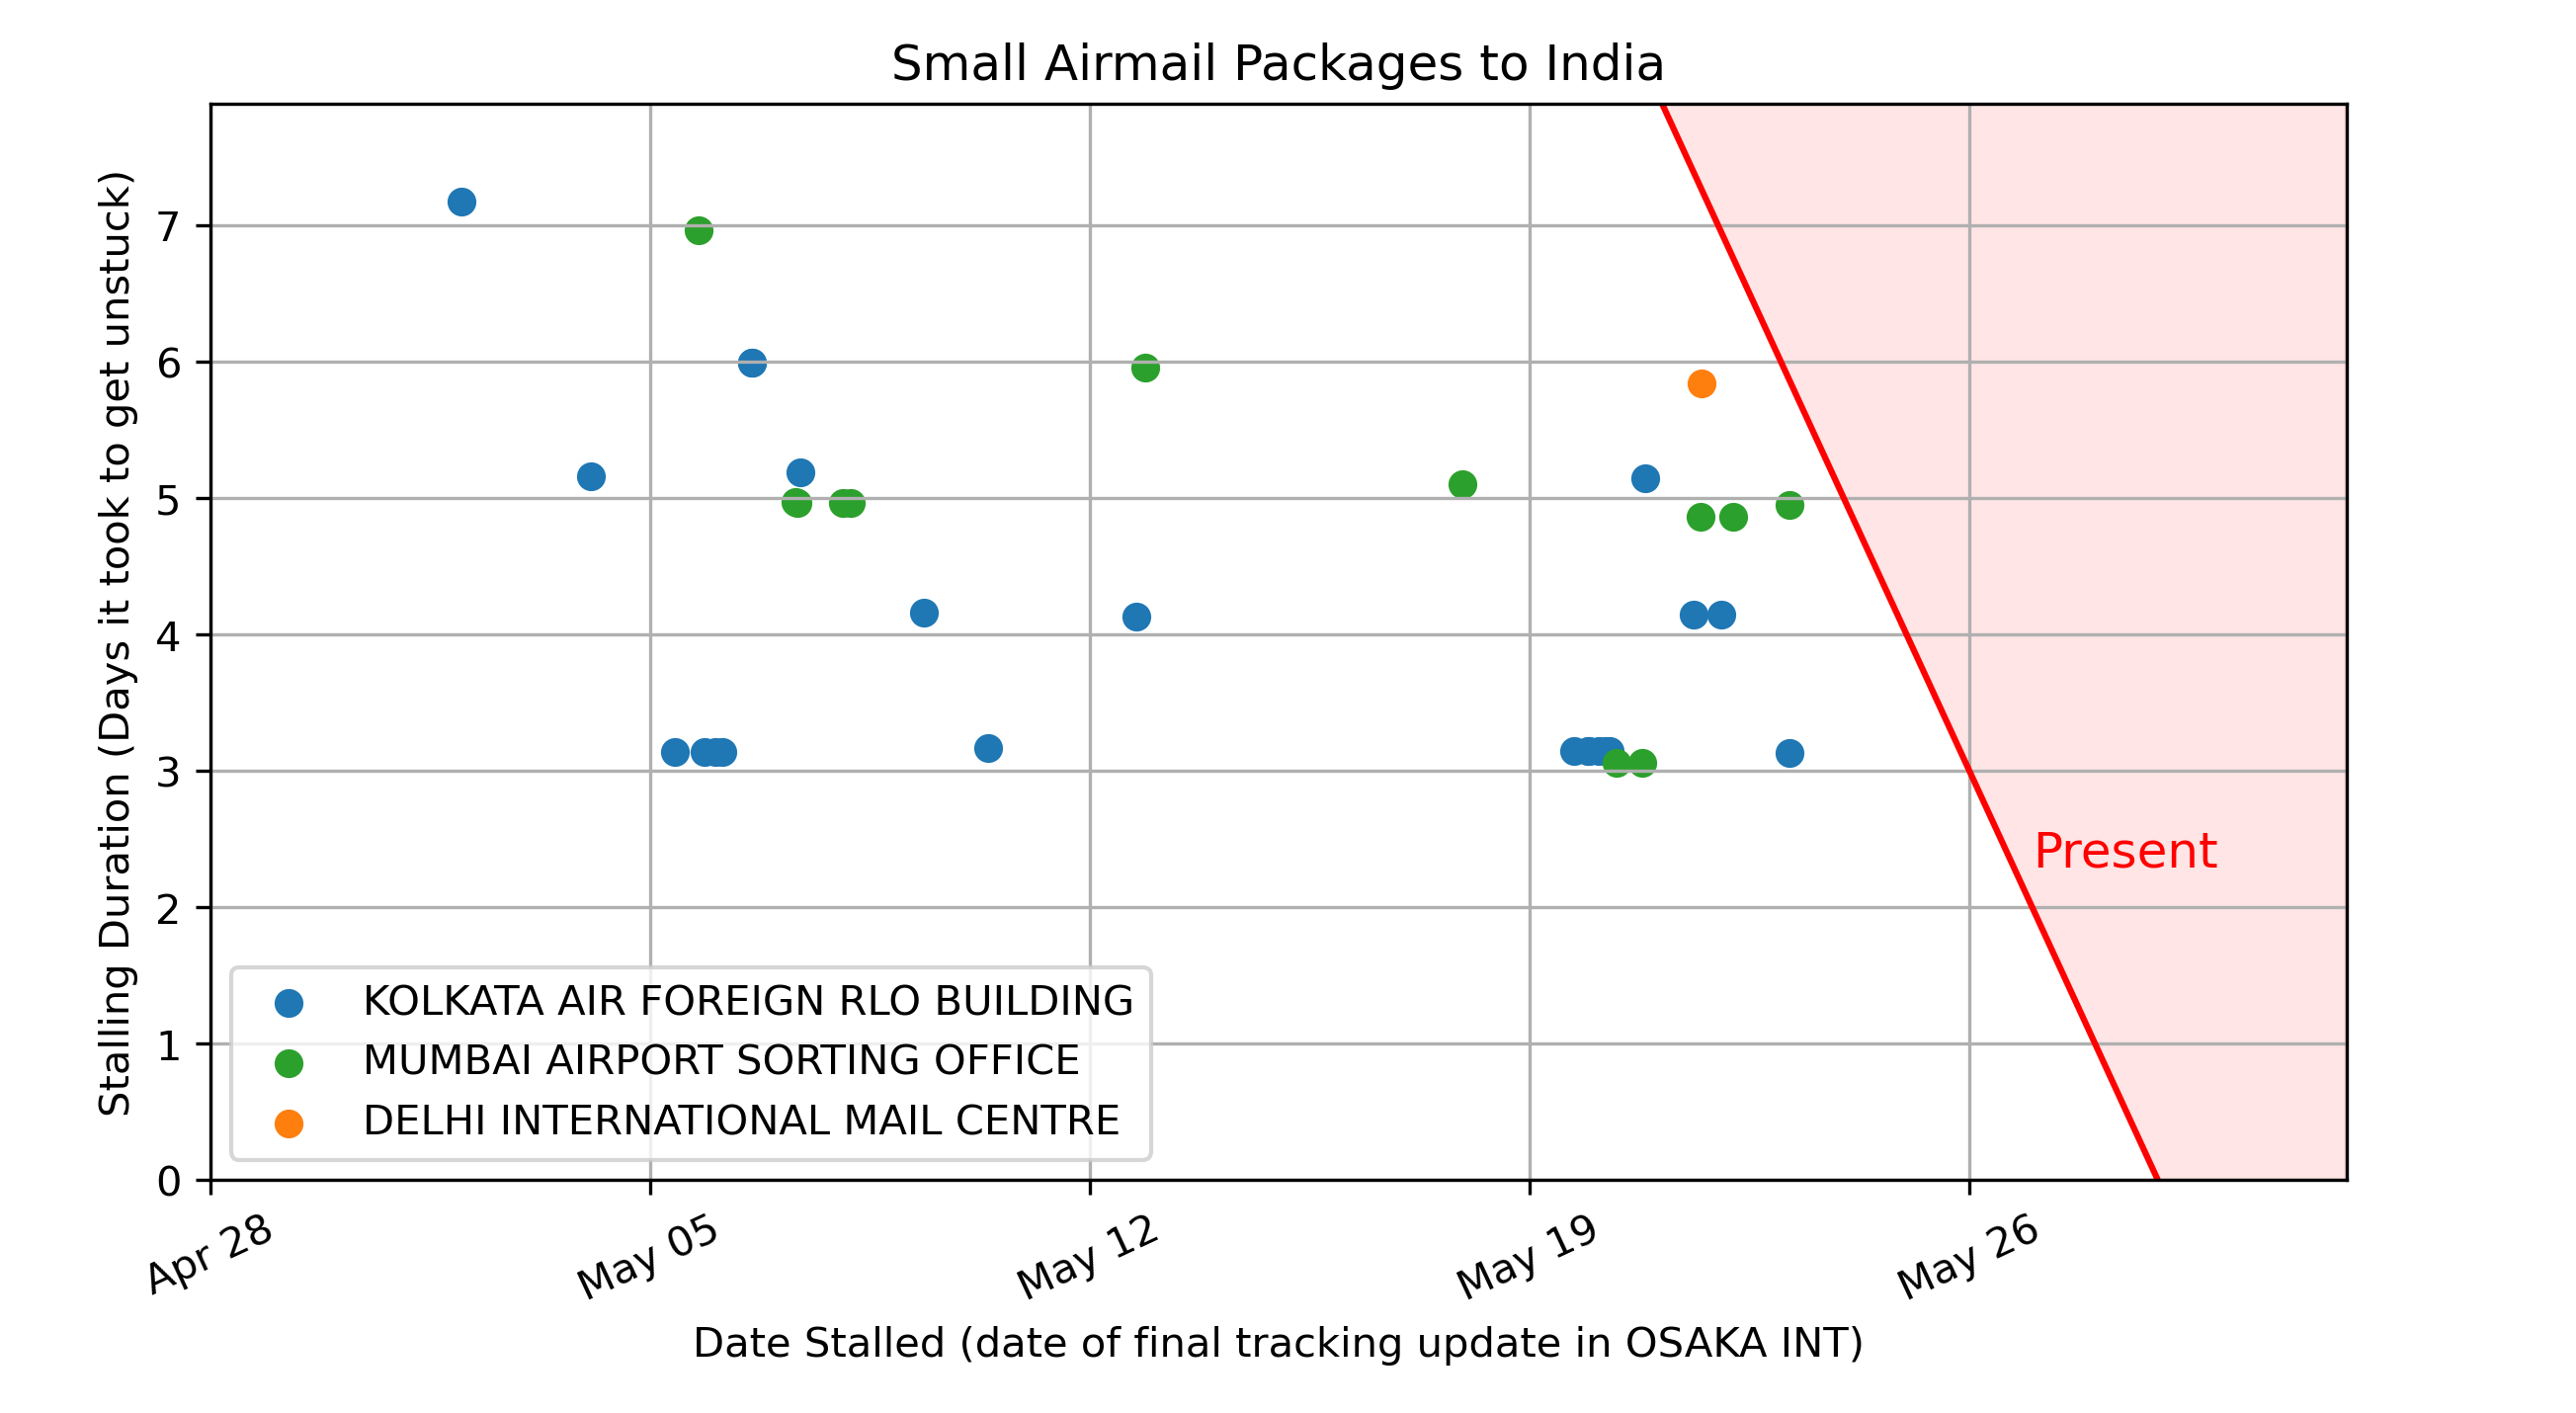 Small Airmail Packages to India
Stalling Duration (Days it took to get unstuck)
7
6
5
4
3
2
1
0
Present
KOLKATA AIR FOREIGN RLO BUILDING
MUMBAI AIRPORT SORTING OFFICE
DELHI INTERNATIONAL MAIL CENTRE
Apr 28
May 05
May 12
May 19
May 26
Date Stalled (date of final tracking update in OSAKA INT)